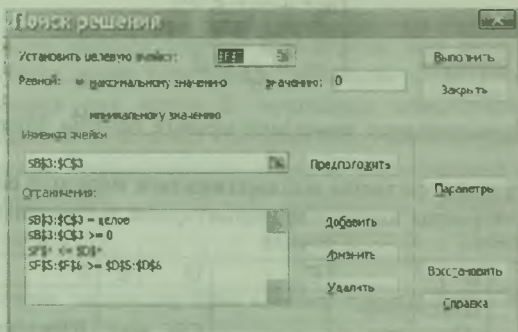 Поиск решения
Установить целевую ячейку:
Выполнить
Равной: максимальному значению значению: 0
Закрыть
минимальному значению
Изменяя ячейки
$B$3:$C$3 Предположить
Параметры
Ограничения:
$B$3:$C$3 = целое
$B$3:$C$3 >= 0
$F$5:$F$6 >= $D$5:$D$6
Добавить
Изменить
Удалить
Восстановить
Справка